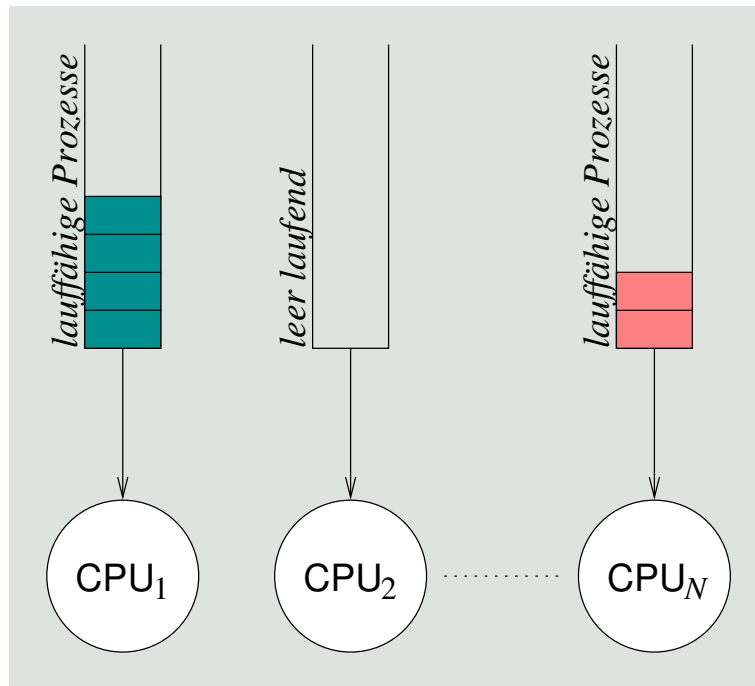 lauffähige Prozesse
leer laufend
lauffähige Prozesse
CPU1
CPU2
CPUN